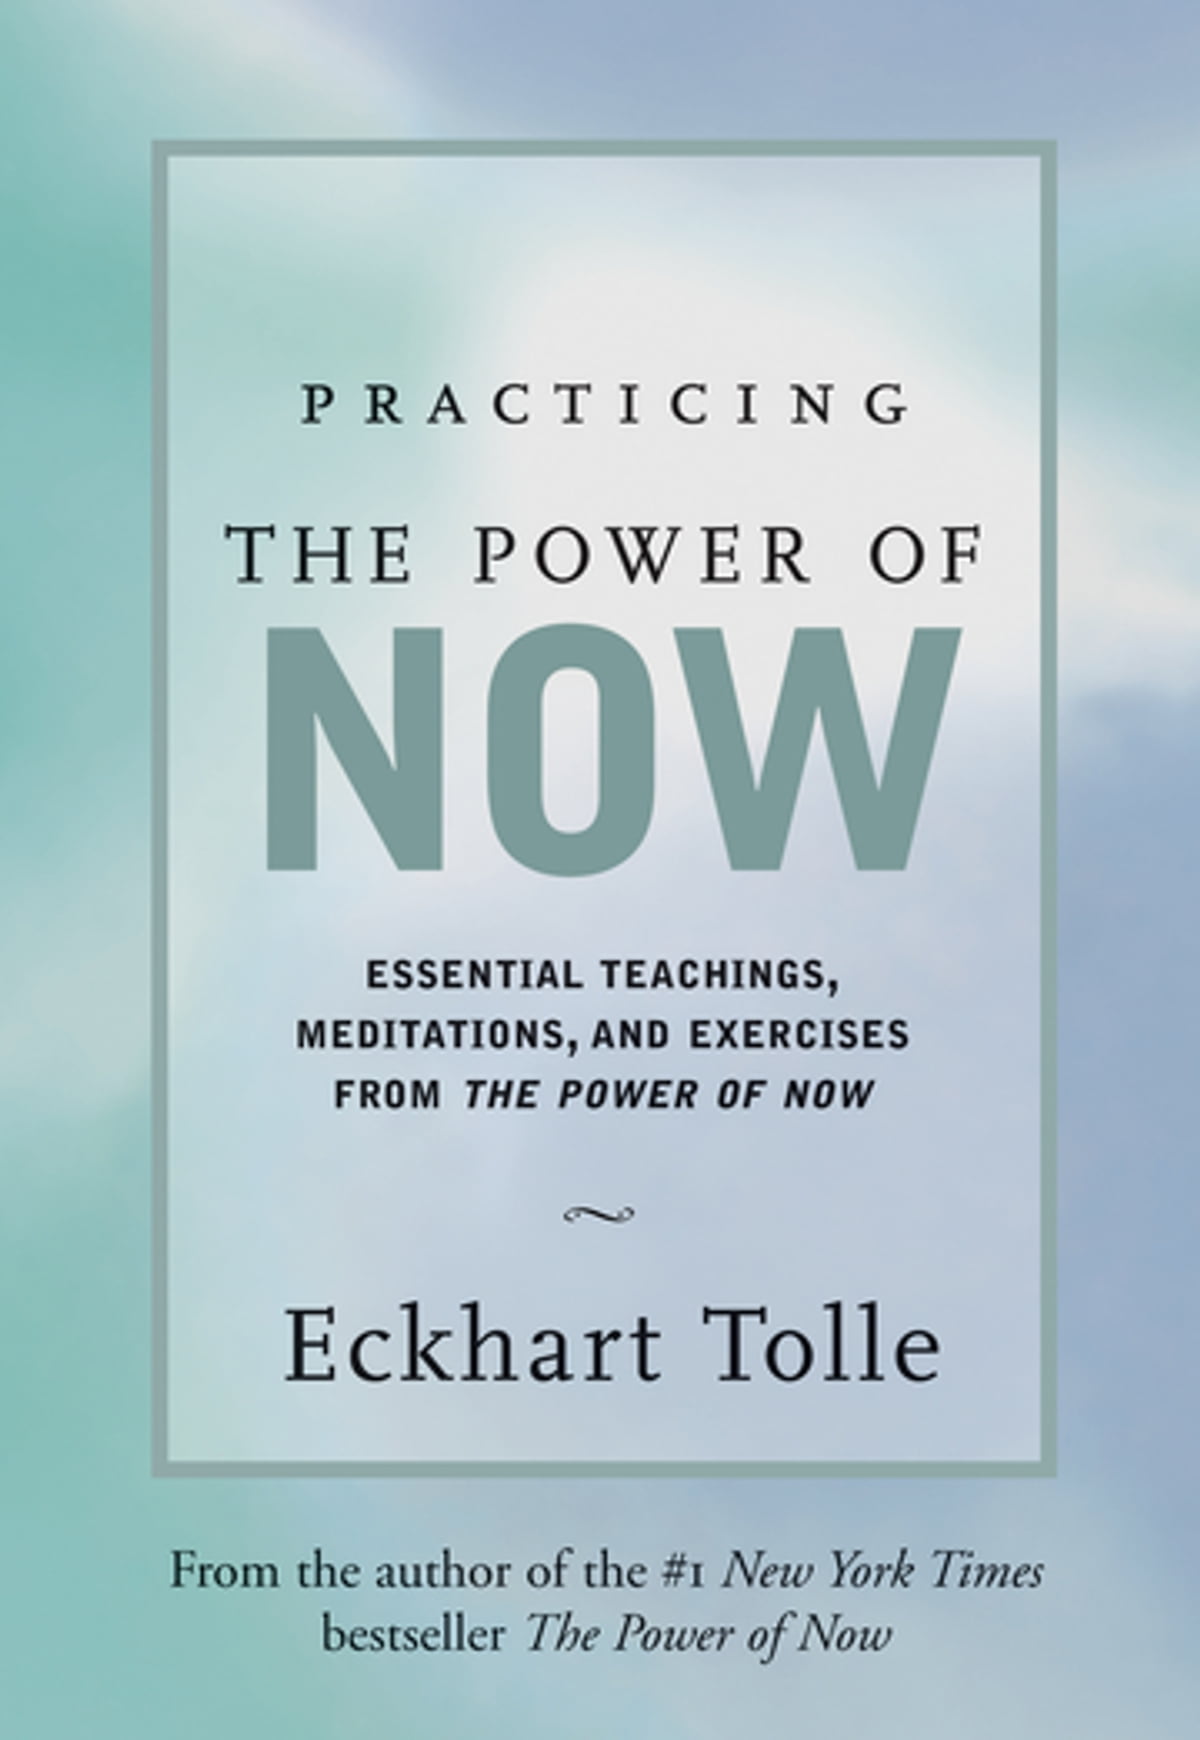 PRACTICING
THE POWER OF
NOW
ESSENTIAL TEACHINGS,
MEDITATIONS, AND EXERCISES
FROM THE POWER OF NOW
Eckhart Tolle
From the author of the #1 New York Times
bestseller The Power of Now